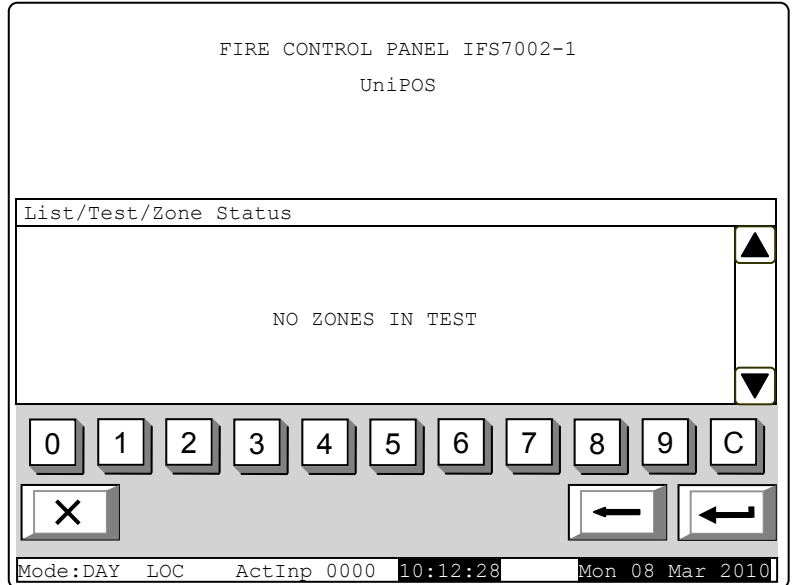 FIRE CONTROL PANEL IFS7002-1
UniPOS
List/Test/Zone Status
NO ZONES IN TEST
0 1 2 3 4 5 6 7 8 9 C
Mode:DAY LOC ActInp 0000 10:12:28 Mon 08 Mar 2010